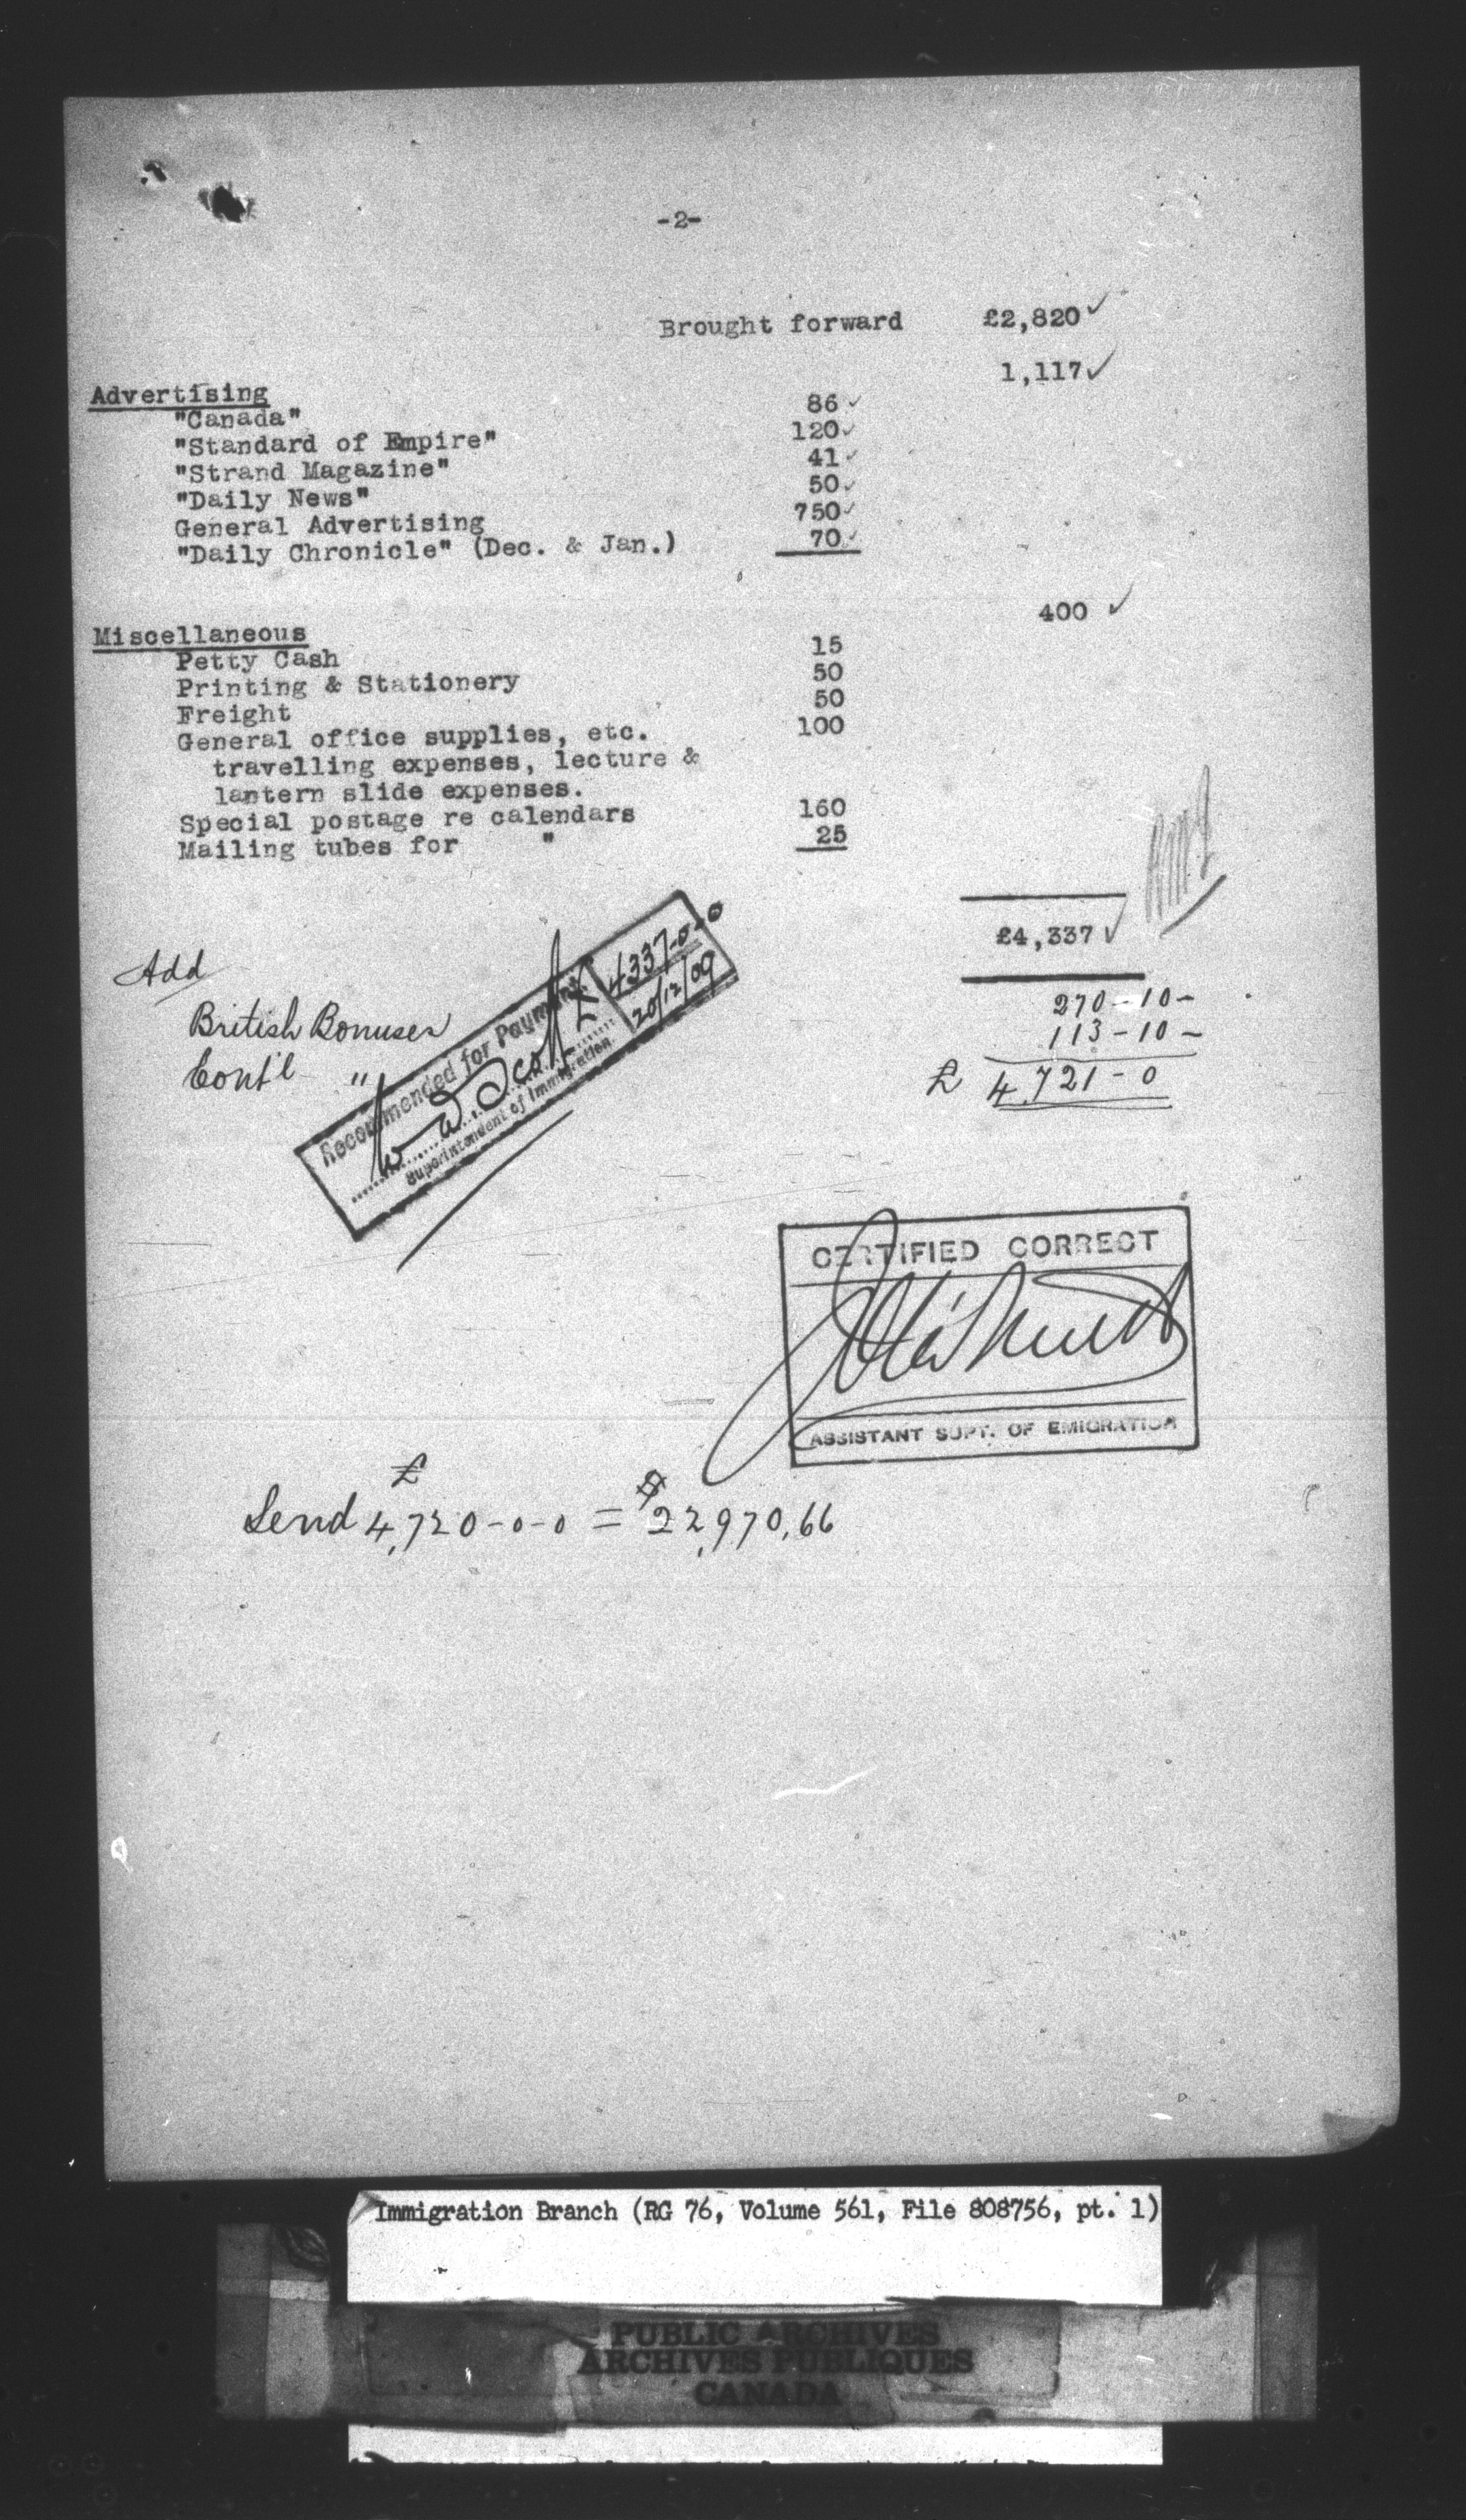 -2-
Brought forward £2,820 ✓
Advertising 1,117 ✓
"Canada" 86 ✓
"Standard of Empire" 120 ✓
"Strand Magazine" 41 ✓
"Daily News" 50 ✓
General Advertising 750 ✓
"Daily Chronicle" (Dec. & Jan.) 70 ✓
Miscellaneous 400 ✓
Petty Cash 15
Printing & Stationery 50
Freight 50
General office supplies, etc. 100
travelling expenses, lecture &
lantern slide expenses.
Special postage re calendars 160
Mailing tubes for " 25
£4,337 ✓
Add
British Bonuses 270-10-
Cont'l " 113-10-
£ 4,721-0
Recommended for Payment.
W D Scott
Superintendent of Immigration.
£ 4337-0-0
20/12/09
CERTIFIED CORRECT
ASSISTANT SUPT. OF EMIGRATION
Send £4,720-0-0 = $22,970.66
Immigration Branch (RG 76, Volume 561, File 808756, pt. 1)
PUBLIC ARCHIVES
ARCHIVES PUBLIQUES
CANADA